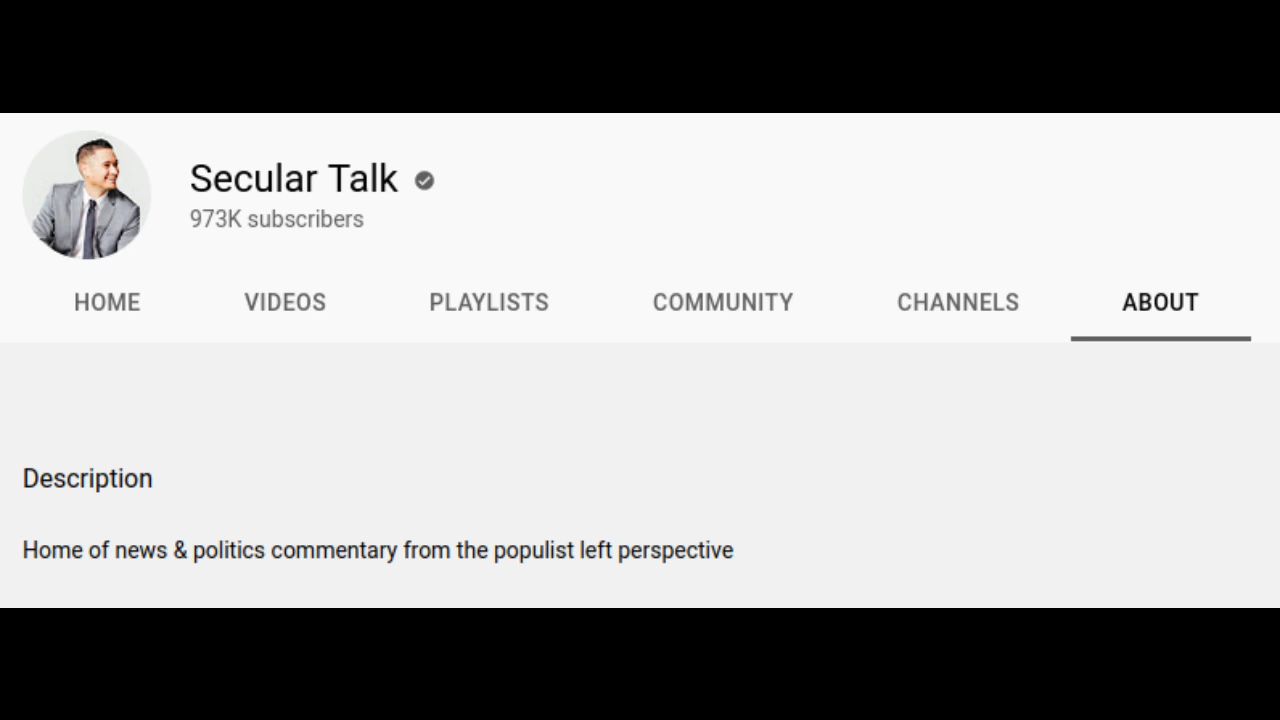 Secular Talk
973K subscribers
HOME VIDEOS PLAYLISTS COMMUNITY CHANNELS ABOUT
Description
Home of news & politics commentary from the populist left perspective